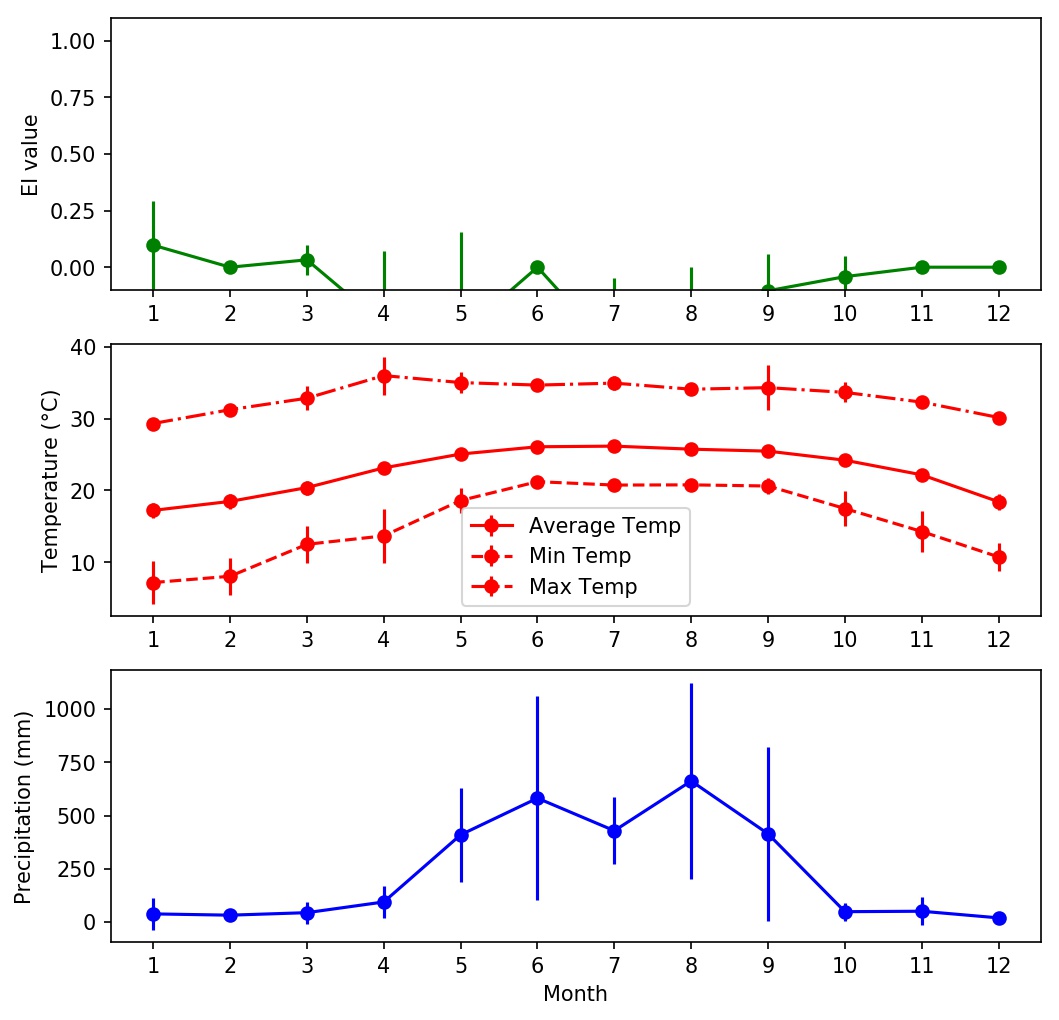 EI value
1.00
0.75
0.50
0.25
0.00
1 2 3 4 5 6 7 8 9 10 11 12
Temperature (°C)
40
30
20
10
Average Temp
Min Temp
Max Temp
1 2 3 4 5 6 7 8 9 10 11 12
Precipitation (mm)
1000
750
500
250
0
1 2 3 4 5 6 7 8 9 10 11 12
Month